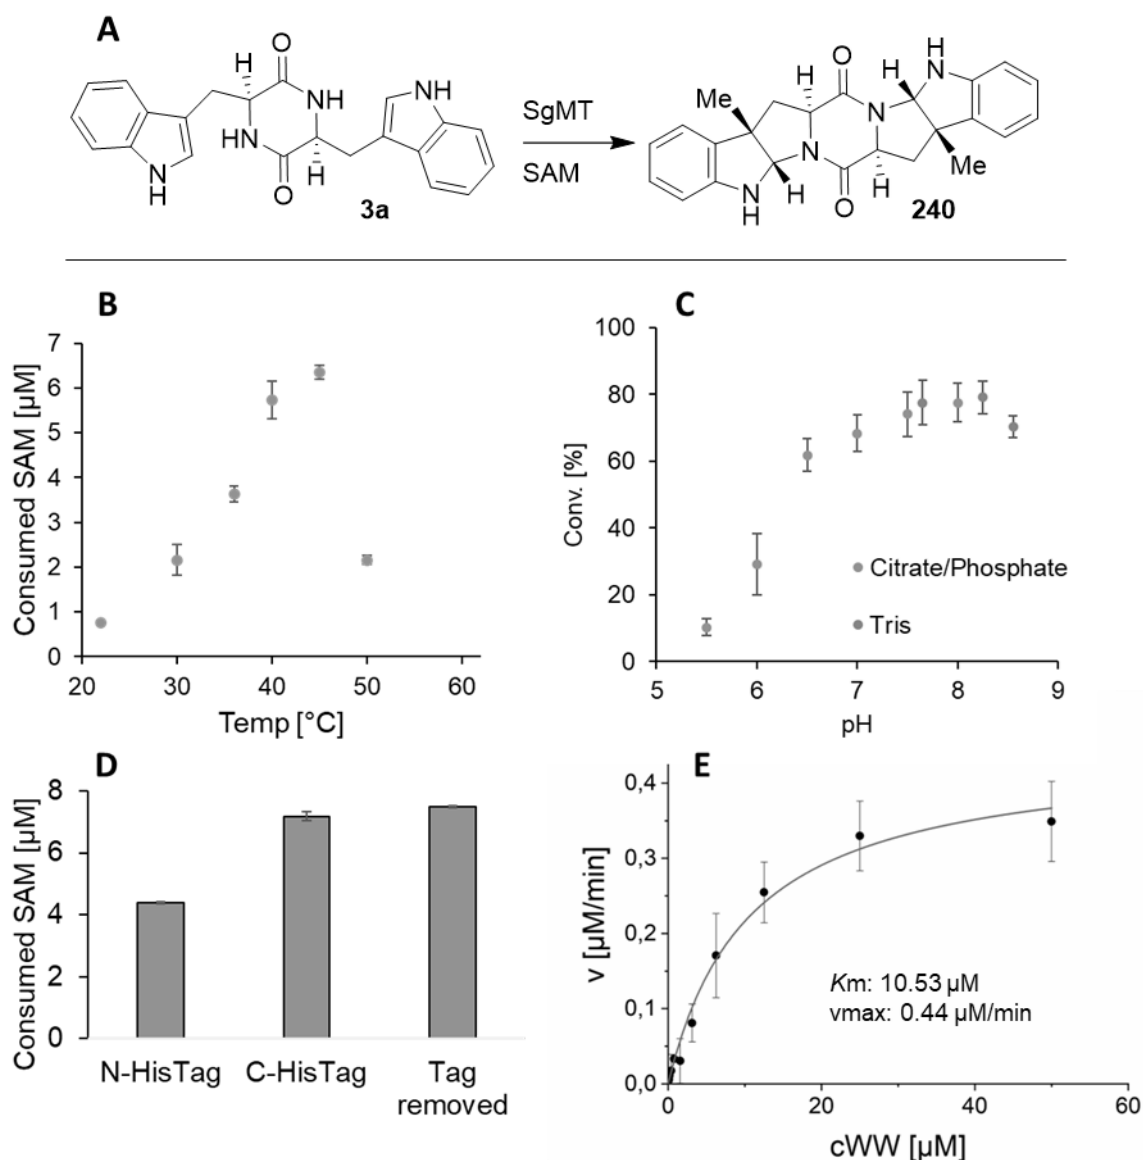 A
O
H
NH
HN
O
H
N
H
NH
3a
SgMT
SAM
Me
H
O
N
H
H
N
N
H
H
N
O
H
Me
240
B
Consumed SAM [µM]
7
6
5
4
3
2
1
0
20 30 40 50 60
Temp [°C]
C
Conv. [%]
100
80
60
40
20
0
Citrate/Phosphate
Tris
5 6 7 8 9
pH
D
Consumed SAM [µM]
8
6
4
2
0
N-HisTag C-HisTag Tag
removed
E
v [µM/min]
0,4
0,3
0,2
0,1
0,0
Km: 10.53 µM
vmax: 0.44 µM/min
0 20 40 60
cWW [µM]